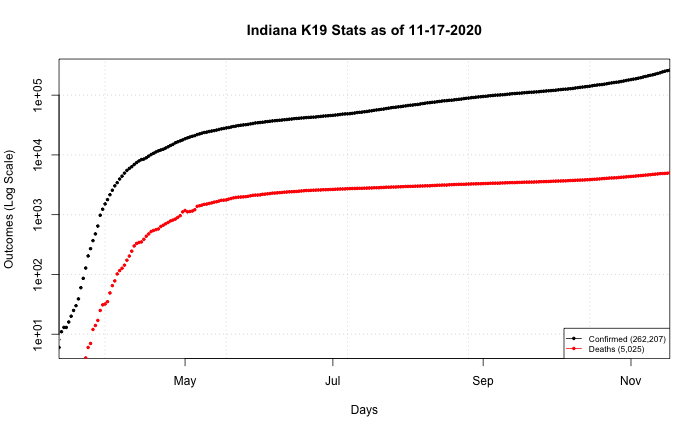 Indiana K19 Stats as of 11-17-2020
Outcomes (Log Scale)
1e+05
1e+04
1e+03
1e+02
1e+01
Confirmed (262,207)
Deaths (5,025)
May
Jul
Sep
Nov
Days